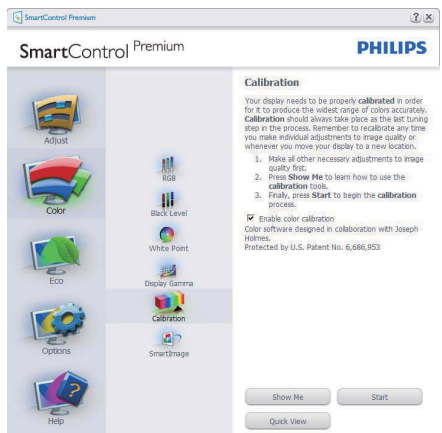 SmartControl Premium
SmartControl Premium
PHILIPS
Adjust
Color
Eco
Options
Help
RGB
Black Level
White Point
Display Gamma
Calibration
SmartImage
Calibration
Your display needs to be properly calibrated in order
for it to produce the widest range of colors accurately.
Calibration should always take place as the last tuning
step in the process. Remember to recalibrate any time
you make individual adjustments to image quality or
whenever you move your display to a new location.
1. Make all other necessary adjustments to image
quality first.
2. Press Show Me to learn how to use the
calibration tools.
3. Finally, press Start to begin the calibration
process.
Enable color calibration
Color software designed in collaboration with Joseph
Holmes.
Protected by U.S. Patent No. 6,686,953
Show Me
Start
Quick View